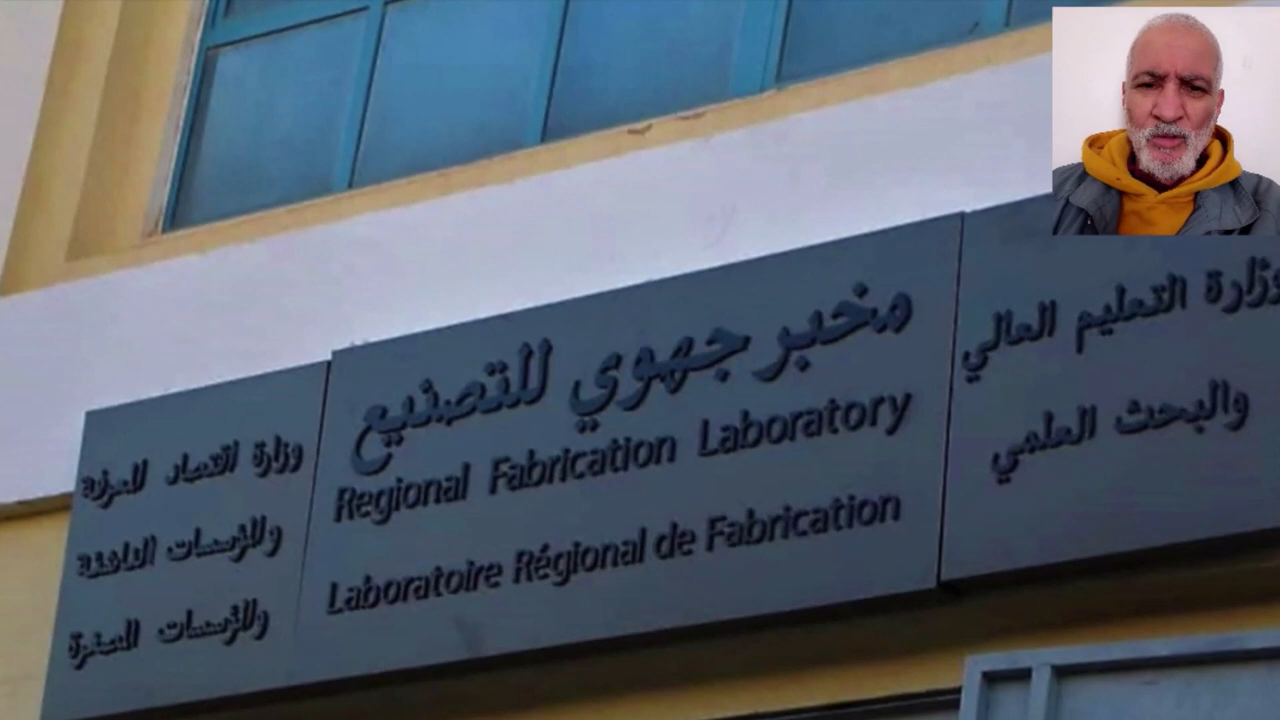 وزارة التعليم العالي
والبحث العلمي
مخبر جهوي للتصنيع
Regional Fabrication Laboratory
Laboratoire Régional de Fabrication
وزارة اقتصاد المعرفة
والمؤسسات الناشئة
والمؤسسات المصغرة